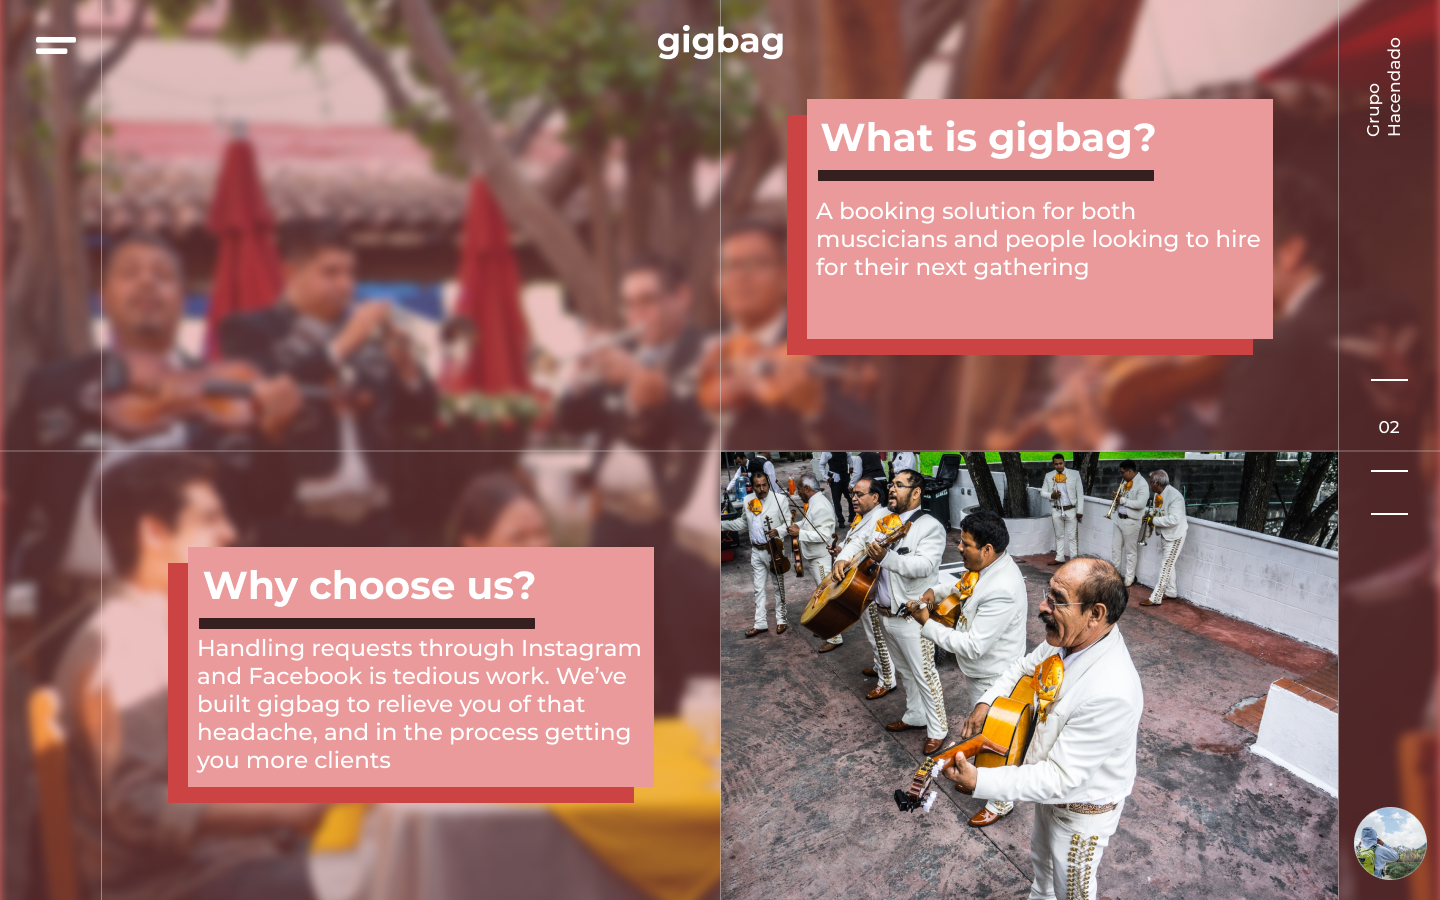 gigbag
Grupo
Hacendado
What is gigbag?
A booking solution for both
muscicians and people looking to hire
for their next gathering
02
Why choose us?
Handling requests through Instagram
and Facebook is tedious work. We’ve
built gigbag to relieve you of that
headache, and in the process getting
you more clients